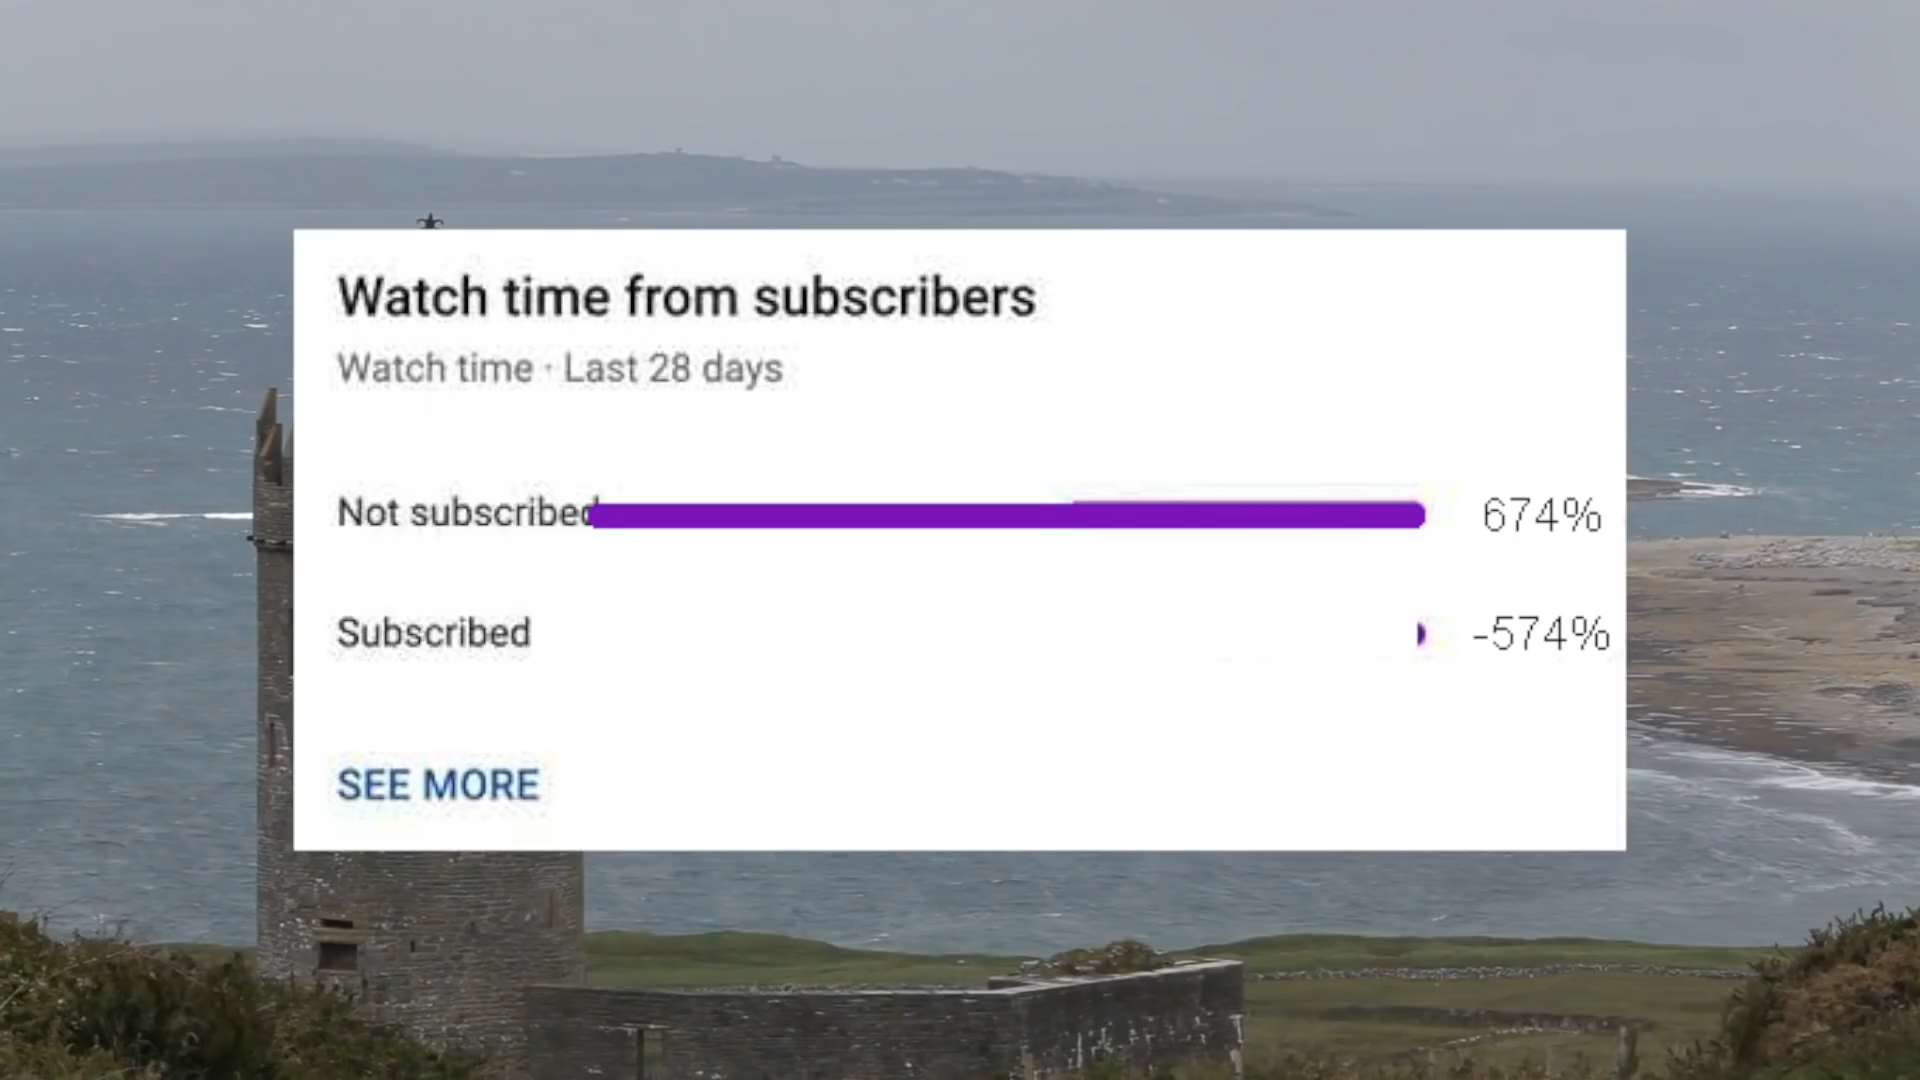 Watch time from subscribers
Watch time · Last 28 days
Not subscribed 674%
Subscribed -574%
SEE MORE